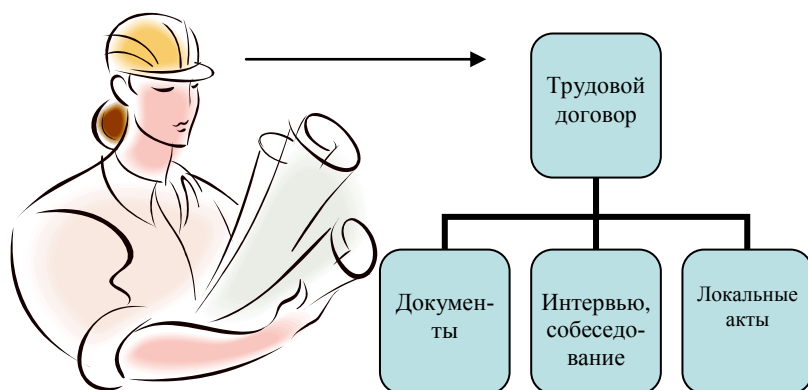 Трудовой
договор
Докумен-
ты
Интервью,
собеседо-
вание
Локальные
акты